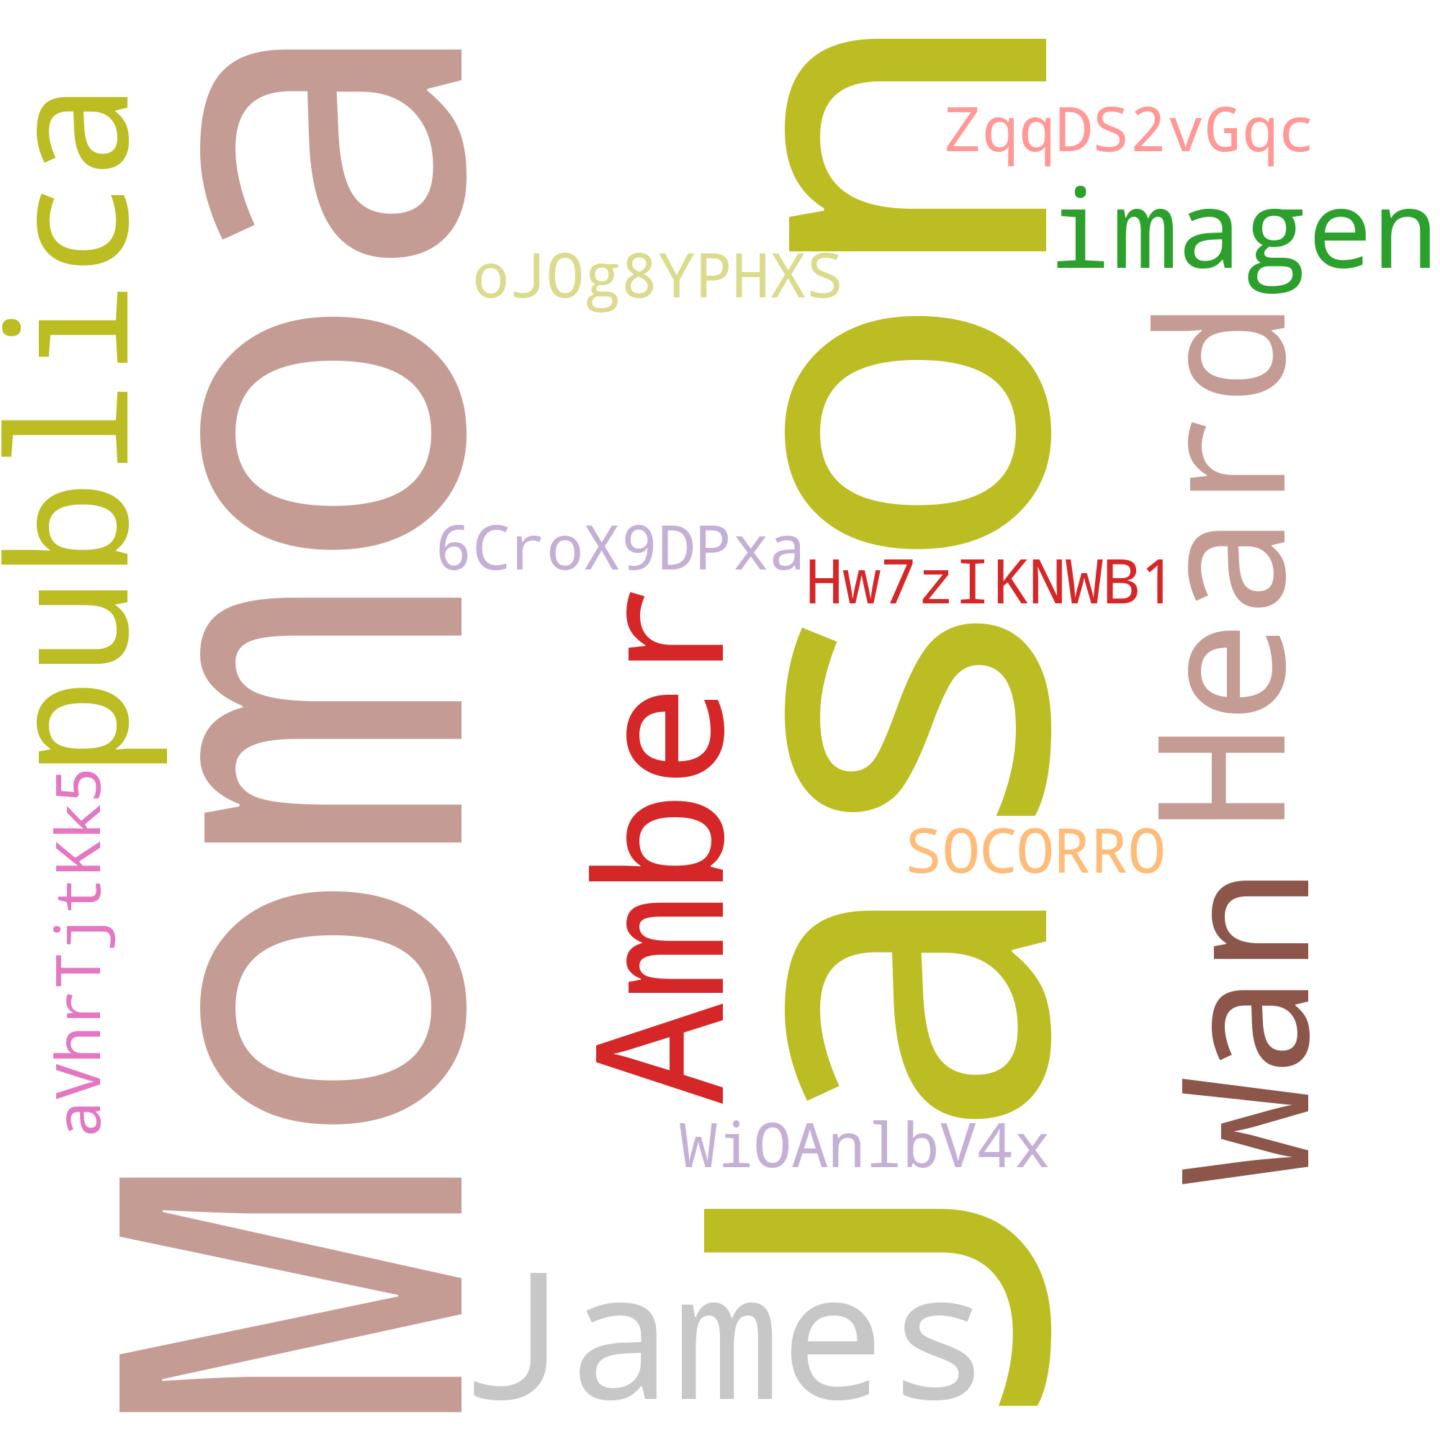 publica
Momoa
Jason
ZqqDS2vGqc
imagen
oJOg8YPHXS
Heard
6CroX9DPxa
Hw7zIKNWB1
Amber
aVhrTjtKk5
SOCORRO
Wan
WiOAnlbV4x
James